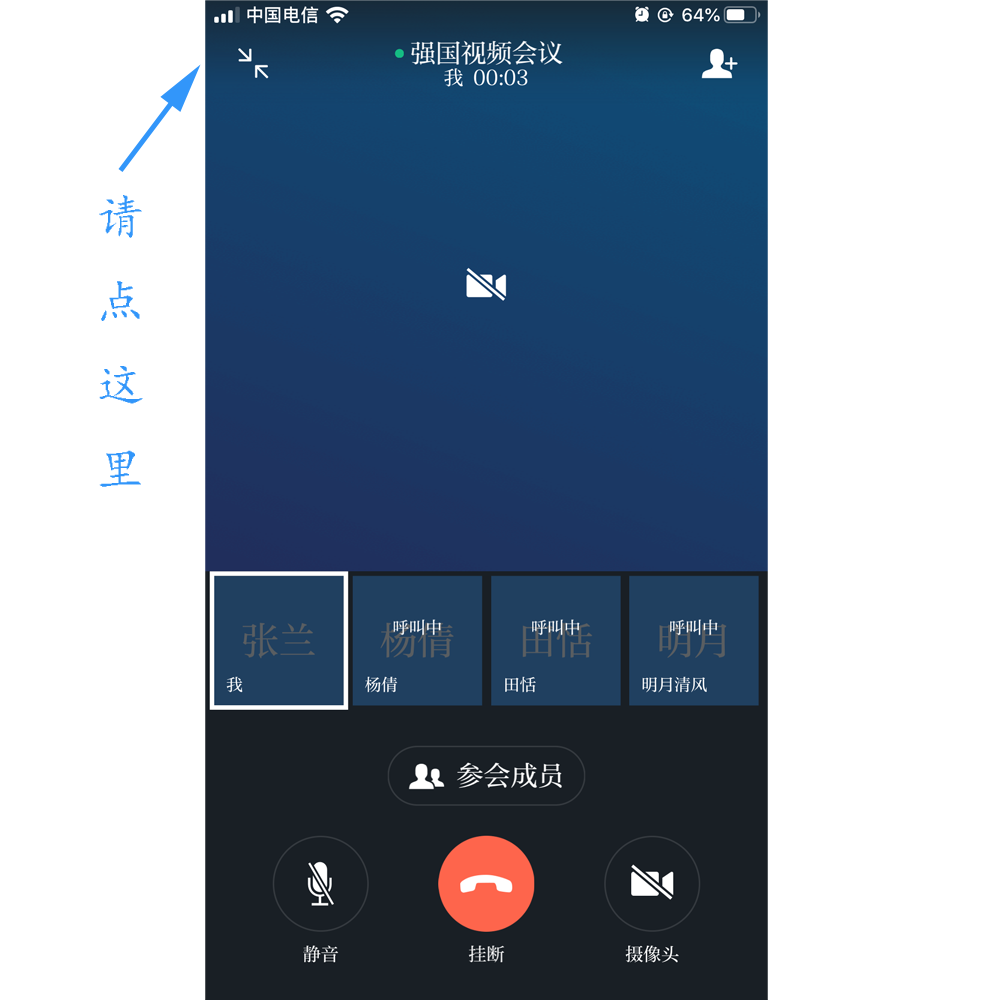 中国电信
64%
强国视频会议
我 00:03
请
点
这
里
张兰
我
杨倩
呼叫中
杨倩
田恬
呼叫中
田恬
明月
呼叫中
明月清风
参会成员
静音
挂断
摄像头